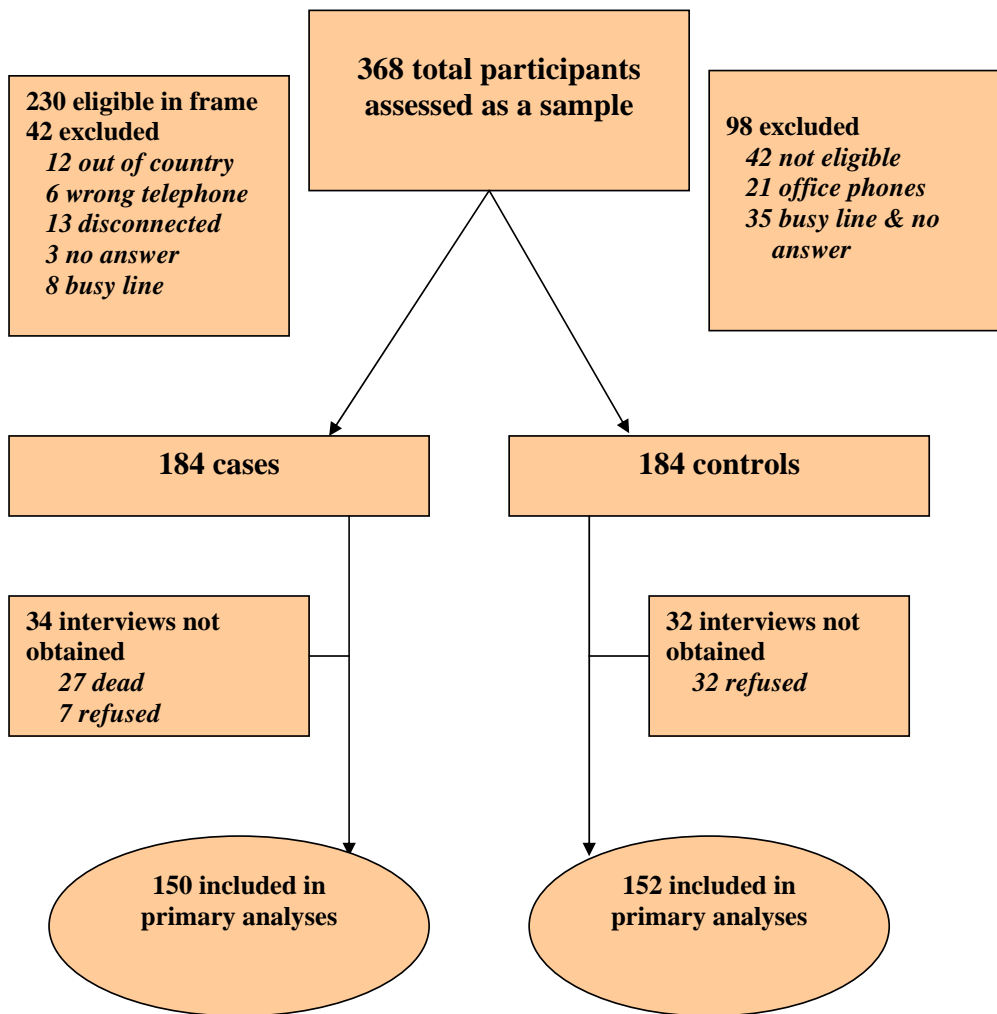 368 total participants
assessed as a sample
230 eligible in frame
42 excluded
12 out of country
6 wrong telephone
13 disconnected
3 no answer
8 busy line
98 excluded
42 not eligible
21 office phones
35 busy line & no
answer
184 cases
184 controls
34 interviews not
obtained
27 dead
7 refused
32 interviews not
obtained
32 refused
150 included in
primary analyses
152 included in
primary analyses